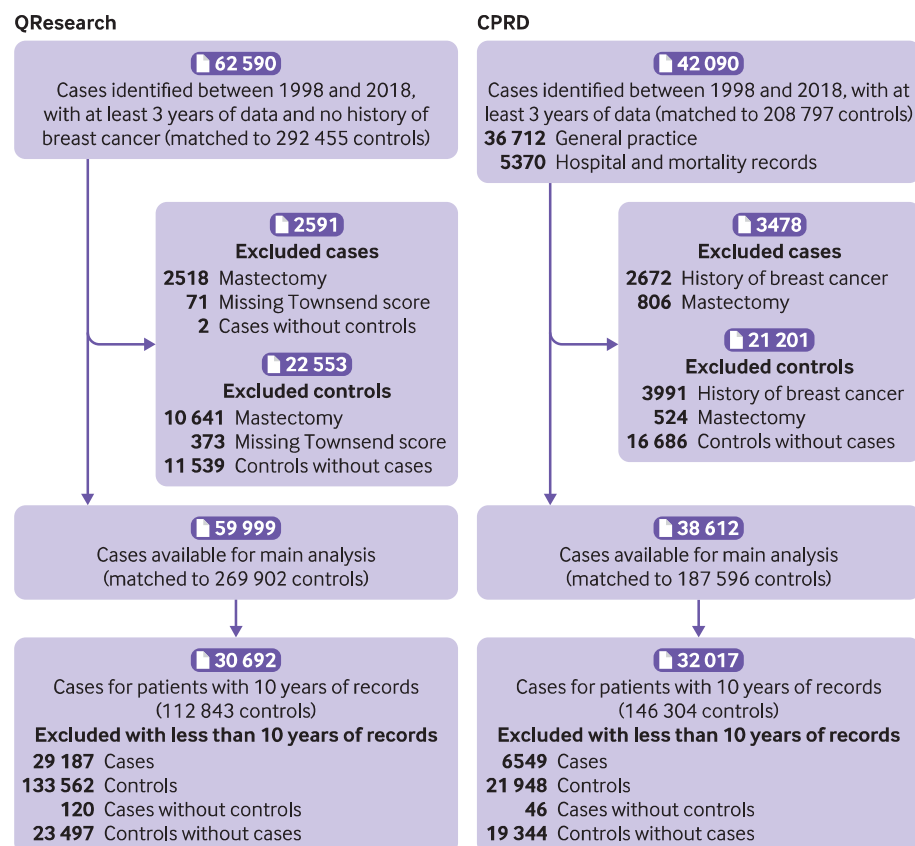 QResearch
62 590
Cases identified between 1998 and 2018,
with at least 3 years of data and no history of
breast cancer (matched to 292 455 controls)
2591
Excluded cases
2518 Mastectomy
71 Missing Townsend score
2 Cases without controls
22 553
Excluded controls
10 641 Mastectomy
373 Missing Townsend score
11 539 Controls without cases
59 999
Cases available for main analysis
(matched to 269 902 controls)
30 692
Cases for patients with 10 years of records
(112 843 controls)
Excluded with less than 10 years of records
29 187 Cases
133 562 Controls
120 Cases without controls
23 497 Controls without cases
CPRD
42 090
Cases identified between 1998 and 2018, with at
least 3 years of data (matched to 208 797 controls)
36 712 General practice
5370 Hospital and mortality records
3478
Excluded cases
2672 History of breast cancer
806 Mastectomy
21 201
Excluded controls
3991 History of breast cancer
524 Mastectomy
16 686 Controls without cases
38 612
Cases available for main analysis
(matched to 187 596 controls)
32 017
Cases for patients with 10 years of records
(146 304 controls)
Excluded with less than 10 years of records
6549 Cases
21 948 Controls
46 Cases without controls
19 344 Controls without cases